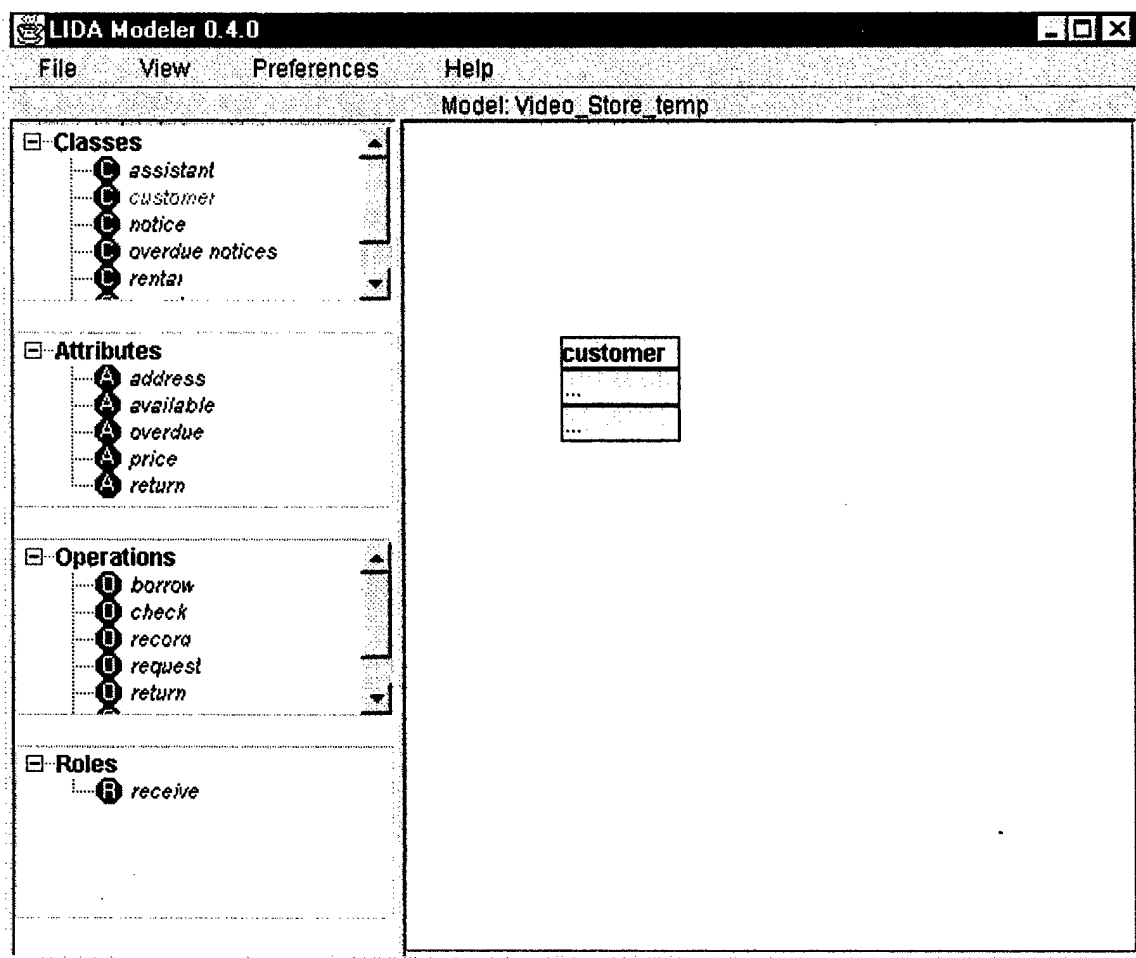 LIDA Modeler 0.4.0
File View Preferences Help
Model: Video_Store_temp
Classes
C assistant
C customer
C notice
C overdue notices
C rental
Attributes
A address
A available
A overdue
A price
A return
Operations
O borrow
O check
O record
O request
O return
Roles
R receive
customer
...
...